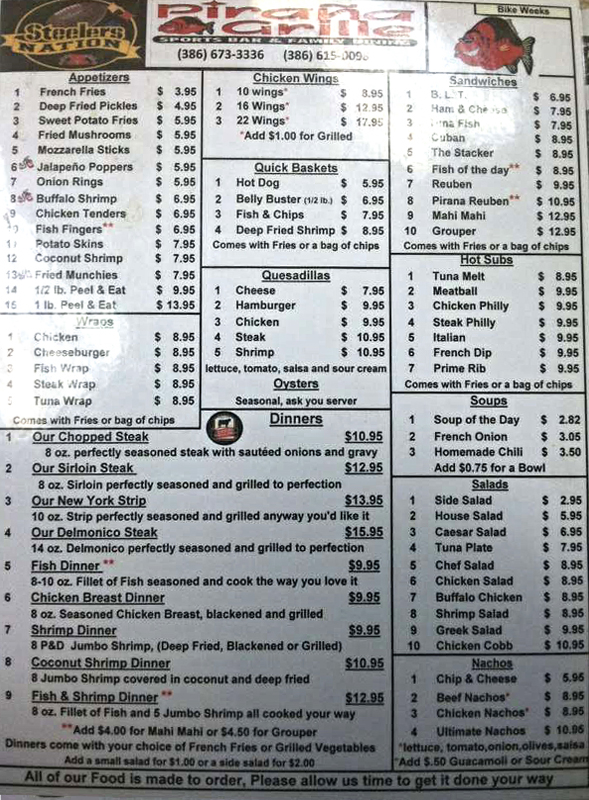 Steelers
NATION
Piraña
Grille
SPORTS BAR & FAMILY DINING
(386) 673-3336 (386) 615-0098
Bike Weeks
Appetizers
1 French Fries $ 3.95
2 Deep Fried Pickles $ 4.95
3 Sweet Potato Fries $ 5.95
4 Fried Mushrooms $ 5.95
5 Mozzarella Sticks $ 5.95
6 Jalapeño Poppers $ 5.95
7 Onion Rings $ 5.95
8 Buffalo Shrimp $ 6.95
9 Chicken Tenders $ 6.95
10 Fish Fingers** $ 6.95
11 Potato Skins $ 7.95
12 Coconut Shrimp $ 7.95
13 Fried Munchies $ 7.95
14 1/2 lb. Peel & Eat $ 9.95
15 1 lb. Peel & Eat $ 13.95
Wraps
1 Chicken $ 8.95
2 Cheeseburger $ 8.95
3 Fish Wrap $ 8.95
4 Steak Wrap $ 8.95
5 Tuna Wrap $ 8.95
Comes with Fries or bag of chips
Chicken Wings
1 10 wings* $ 8.95
2 16 Wings* $ 12.95
3 22 Wings* $ 17.95
*Add $1.00 for Grilled
Quick Baskets
1 Hot Dog $ 5.95
2 Belly Buster (1/2 lb.) $ 6.95
3 Fish & Chips $ 7.95
4 Deep Fried Shrimp $ 8.95
Comes with Fries or a bag of chips
Quesadillas
1 Cheese $ 7.95
2 Hamburger $ 9.95
3 Chicken $ 9.95
4 Steak $ 10.95
5 Shrimp $ 10.95
lettuce, tomato, salsa and sour cream
Oysters
Seasonal, ask you server
Sandwiches
1 B. L. T. $ 6.95
2 Ham & Cheese $ 7.95
3 Tuna Fish $ 7.95
4 Cuban $ 8.95
5 The Stacker $ 8.95
6 Fish of the day** $ 8.95
7 Reuben $ 9.95
8 Pirana Reuben** $ 10.95
9 Mahi Mahi $ 12.95
10 Grouper $ 12.95
Comes with Fries or a bag of chips
Hot Subs
1 Tuna Melt $ 8.95
2 Meatball $ 9.95
3 Chicken Philly $ 9.95
4 Steak Philly $ 9.95
5 Italian $ 9.95
6 French Dip $ 9.95
7 Prime Rib $ 9.95
Comes with Fries or a bag of chips
Soups
1 Soup of the Day $ 2.82
2 French Onion $ 3.05
3 Homemade Chili $ 3.50
Add $0.75 for a Bowl
Salads
1 Side Salad $ 2.95
2 House Salad $ 5.95
3 Caesar Salad $ 6.95
4 Tuna Plate $ 7.95
5 Chef Salad $ 8.95
6 Chicken Salad $ 8.95
7 Buffalo Chicken $ 8.95
8 Shrimp Salad $ 8.95
9 Greek Salad $ 9.95
10 Chicken Cobb $ 10.95
Nachos
1 Chip & Cheese $ 5.95
2 Beef Nachos* $ 8.95
3 Chicken Nachos* $ 8.95
4 Ultimate Nachos $ 10.95
*lettuce, tomato,onion,olives,salsa
*Add $.50 Guacamoli or Sour Cream
Dinners
1 Our Chopped Steak $10.95
8 oz. perfectly seasoned steak with sautéed onions and gravy
2 Our Sirloin Steak $12.95
8 oz. Sirloin perfectly seasoned and grilled to perfection
3 Our New York Strip $13.95
10 oz. Strip perfectly seasoned and grilled anyway you'd like it
4 Our Delmonico Steak $15.95
14 oz. Delmonico perfectly seasoned and grilled to perfection
5 Fish Dinner ** $9.95
8-10 oz. Fillet of Fish seasoned and cook the way you love it
6 Chicken Breast Dinner $9.95
8 oz. Seasoned Chicken Breast, blackened and grilled
7 Shrimp Dinner $9.95
8 P&D Jumbo Shrimp, (Deep Fried, Blackened or Grilled)
8 Coconut Shrimp Dinner $10.95
8 Jumbo Shrimp covered in coconut and deep fried
9 Fish & Shrimp Dinner ** $12.95
8 oz. Fillet of Fish and 5 Jumbo Shrimp all cooked your way
**Add $4.00 for Mahi Mahi or $4.50 for Grouper
Dinners come with your choice of French Fries or Grilled Vegetables
Add a small salad for $1.00 or a side salad for $2.00
All of our Food is made to order, Please allow us time to get it done your way